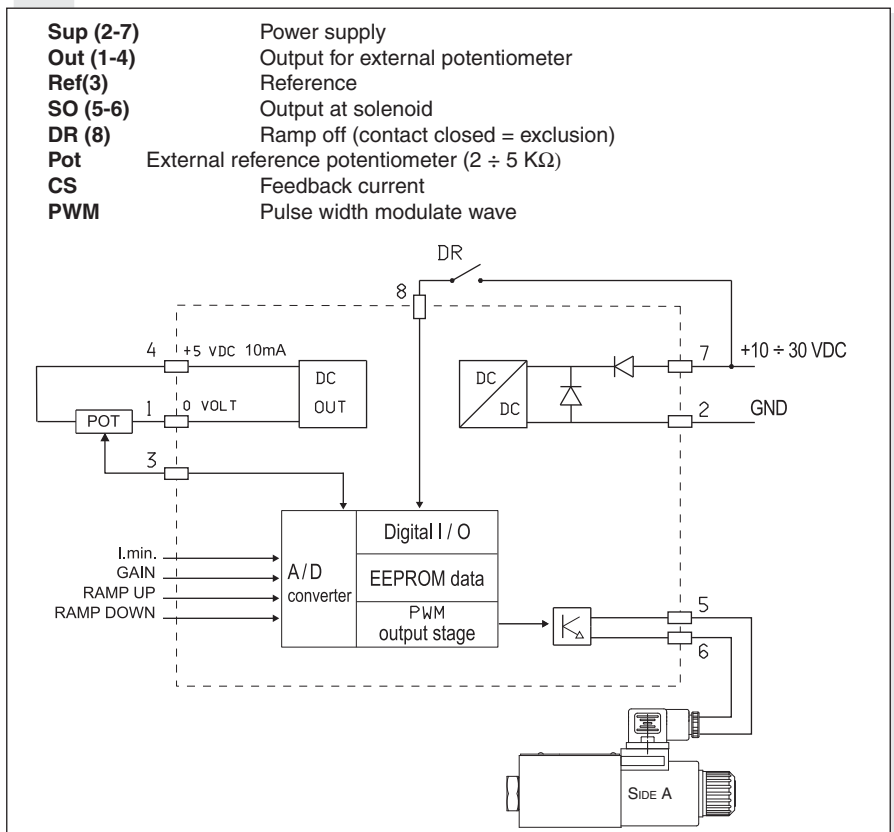 Sup (2-7) Power supply
Out (1-4) Output for external potentiometer
Ref(3) Reference
SO (5-6) Output at solenoid
DR (8) Ramp off (contact closed = exclusion)
Pot External reference potentiometer (2 ÷ 5 KΩ)
CS Feedback current
PWM Pulse width modulate wave
DR
8
4 +5 VDC 10mA
7 +10 ÷ 30 VDC
DC
OUT
DC
DC
POT
1 0 VOLT
2 GND
3
Digital I / O
I.min.
GAIN
RAMP UP
RAMP DOWN
A/D
converter
EEPROM data
PWM
output stage
5
6
SIDE A